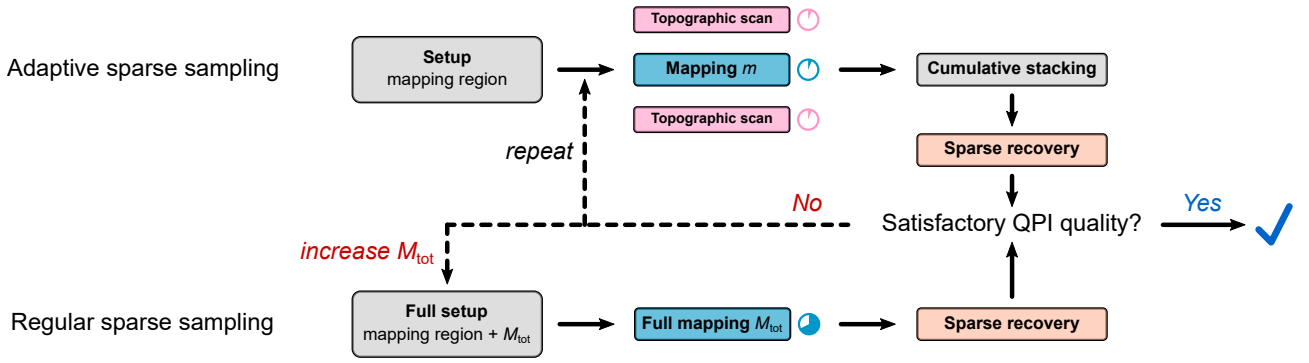 Topographic scan
Adaptive sparse sampling
Setup
mapping region
Mapping m
Cumulative stacking
Topographic scan
repeat
Sparse recovery
No
Satisfactory QPI quality?
Yes
increase Mtot
Regular sparse sampling
Full setup
mapping region + Mtot
Full mapping Mtot
Sparse recovery